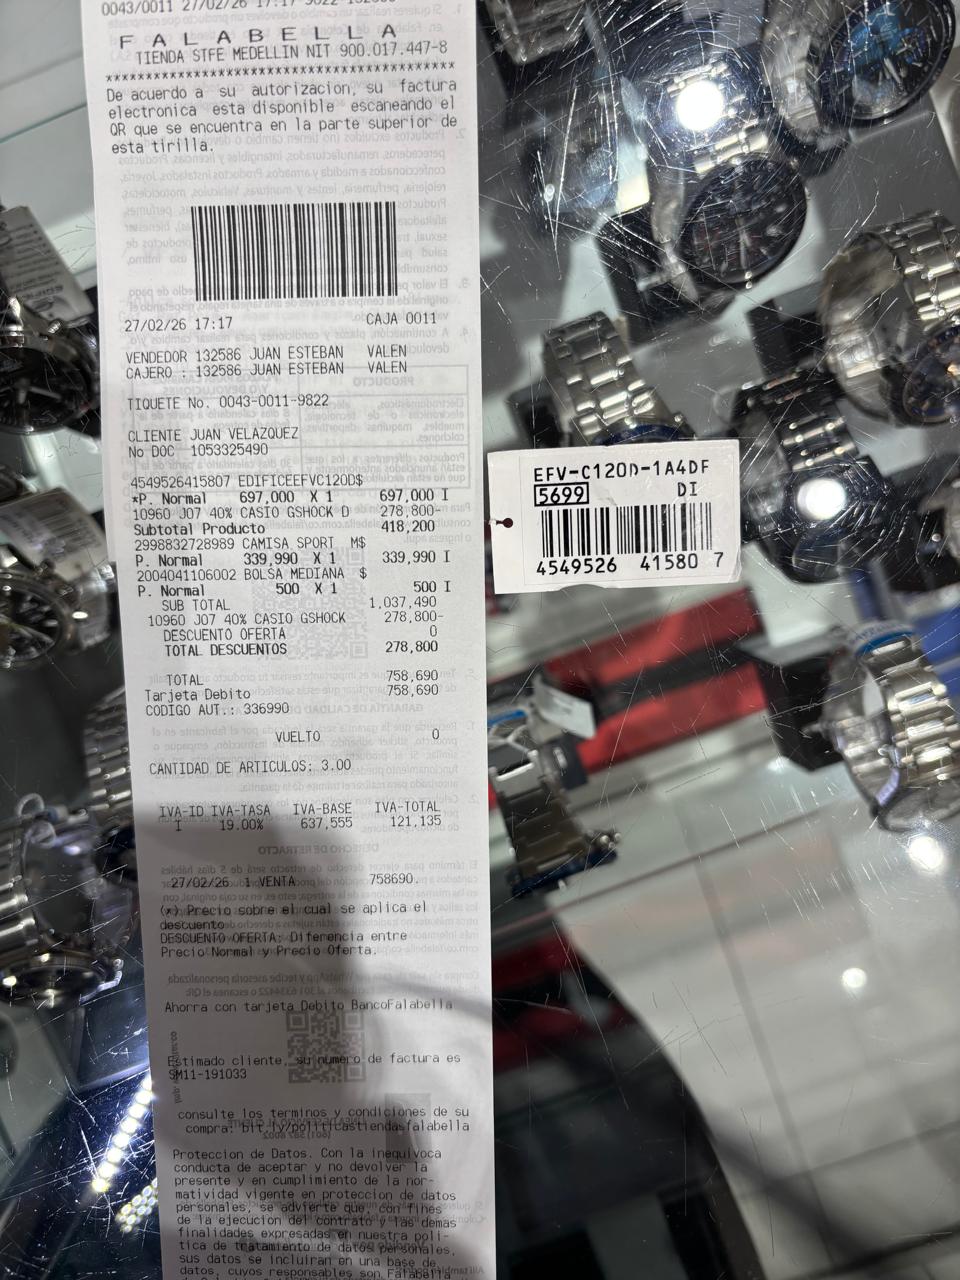 F A L A B E L L A
TIENDA STFE MEDELLIN NIT 900.017.447-8
******************************************
De acuerdo a su autorizacion, su factura
electronica esta disponible escaneando el
QR que se encuentra en la parte superior de
esta tirilla.
27/02/26 17:17 CAJA 0011
VENDEDOR 132586 JUAN ESTEBAN VALEN
CAJERO : 132586 JUAN ESTEBAN VALEN
TIQUETE No. 0043-0011-9822
CLIENTE JUAN VELAZQUEZ
No DOC 1053325490
4549526415807 EDIFICEEFVC120D$
*P. Normal 697,000 X 1 697,000 I
10960 J07 40% CASIO GSHOCK D 278,800-
Subtotal Producto 418,200
2998832728989 CAMISA SPORT M$
P. Normal 339,990 X 1 339,990 I
2004041106002 BOLSA MEDIANA $
P. Normal 500 X 1 500 I
SUB TOTAL 1,037,490
10960 J07 40% CASIO GSHOCK 278,800-
DESCUENTO OFERTA 0
TOTAL DESCUENTOS 278,800
TOTAL 758,690
Tarjeta Debito 758,690
CODIGO AUT.: 336990
VUELTO 0
CANTIDAD DE ARTICULOS: 3.00
IVA-ID IVA-TASA IVA-BASE IVA-TOTAL
I 19.00% 637,555 121,135
27/02/26 1 VENTA 758690.
(*) Precio sobre el cual se aplica el
descuento
DESCUENTO OFERTA: Diferencia entre
Precio Normal y Precio Oferta.
Ahorra con tarjeta Debito BancoFalabella
Estimado cliente, su numero de factura es
SM11-191033
consulte los terminos y condiciones de su
compra: bit.ly/politicastiendasfalabella
Proteccion de Datos. Con la inequivoca
conducta de aceptar y no devolver la
presente y en cumplimiento de la nor-
matividad vigente en proteccion de datos
personales, se advierte que, con fines
de la ejecucion del contrato y las demas
finalidades expresadas en nuestra poli-
tica de tratamiento de datos personales,
sus datos se incluiran en una base de
datos, cuyos responsables son Falabella
EFV-C120D-1A4DF
5699 DI
4549526 41580 7